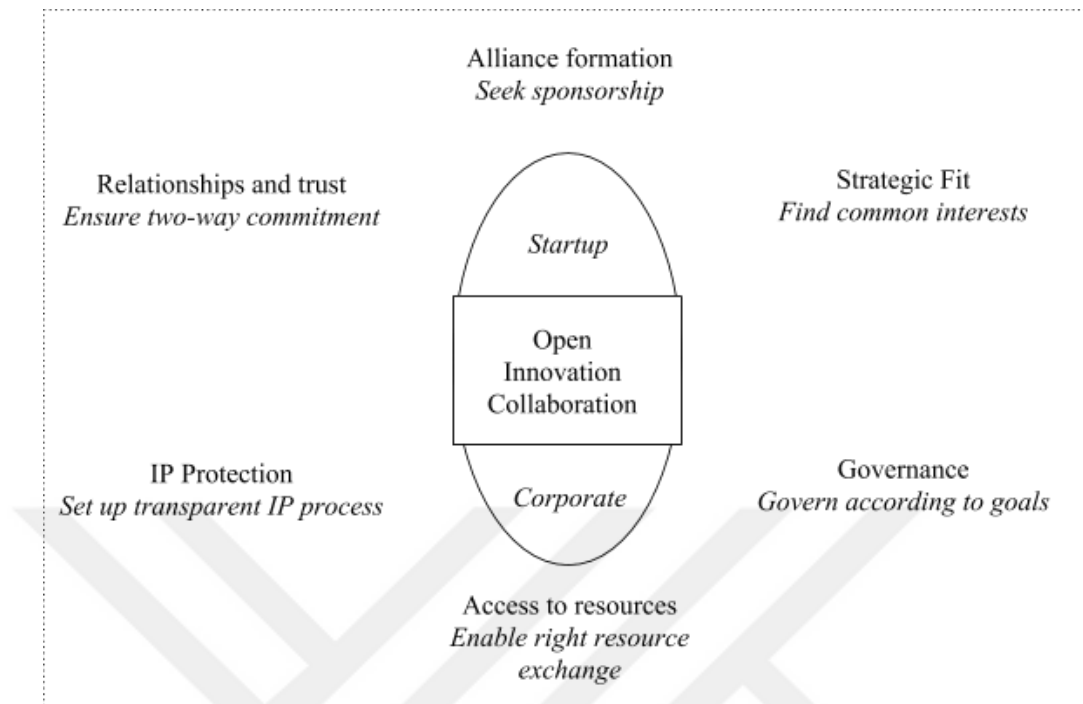 Alliance formation
Seek sponsorship
Relationships and trust
Ensure two-way commitment
Strategic Fit
Find common interests
Startup
Open
Innovation
Collaboration
IP Protection
Set up transparent IP process
Governance
Govern according to goals
Corporate
Access to resources
Enable right resource
exchange